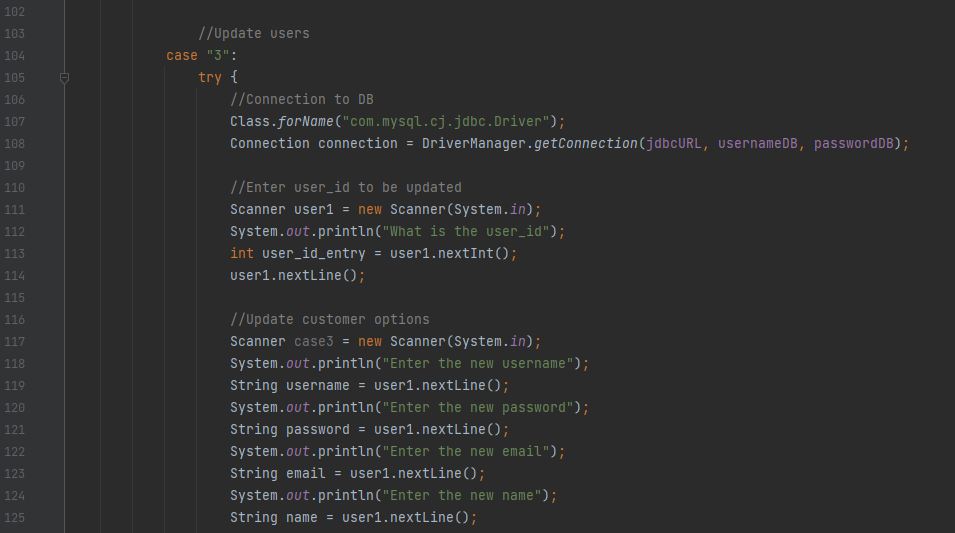 102
103 //Update users
104 case "3":
105 try {
106 //Connection to DB
107 Class.forName("com.mysql.cj.jdbc.Driver");
108 Connection connection = DriverManager.getConnection(jdbcURL, usernameDB, passwordDB);
109
110 //Enter user_id to be updated
111 Scanner user1 = new Scanner(System.in);
112 System.out.println("What is the user_id");
113 int user_id_entry = user1.nextInt();
114 user1.nextLine();
115
116 //Update customer options
117 Scanner case3 = new Scanner(System.in);
118 System.out.println("Enter the new username");
119 String username = user1.nextLine();
120 System.out.println("Enter the new password");
121 String password = user1.nextLine();
122 System.out.println("Enter the new email");
123 String email = user1.nextLine();
124 System.out.println("Enter the new name");
125 String name = user1.nextLine();